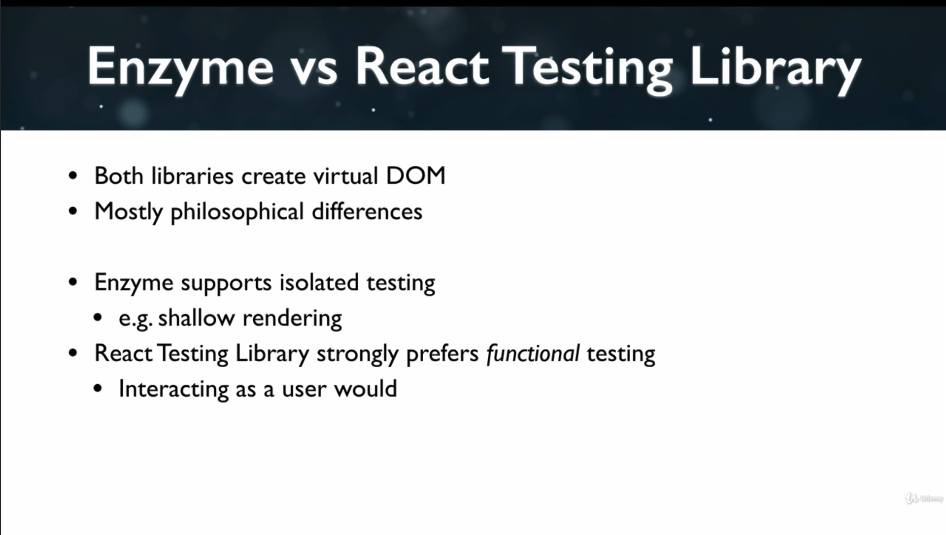 Enzyme vs React Testing Library
• Both libraries create virtual DOM
• Mostly philosophical differences
• Enzyme supports isolated testing
• e.g. shallow rendering
• React Testing Library strongly prefers functional testing
• Interacting as a user would
Udemy